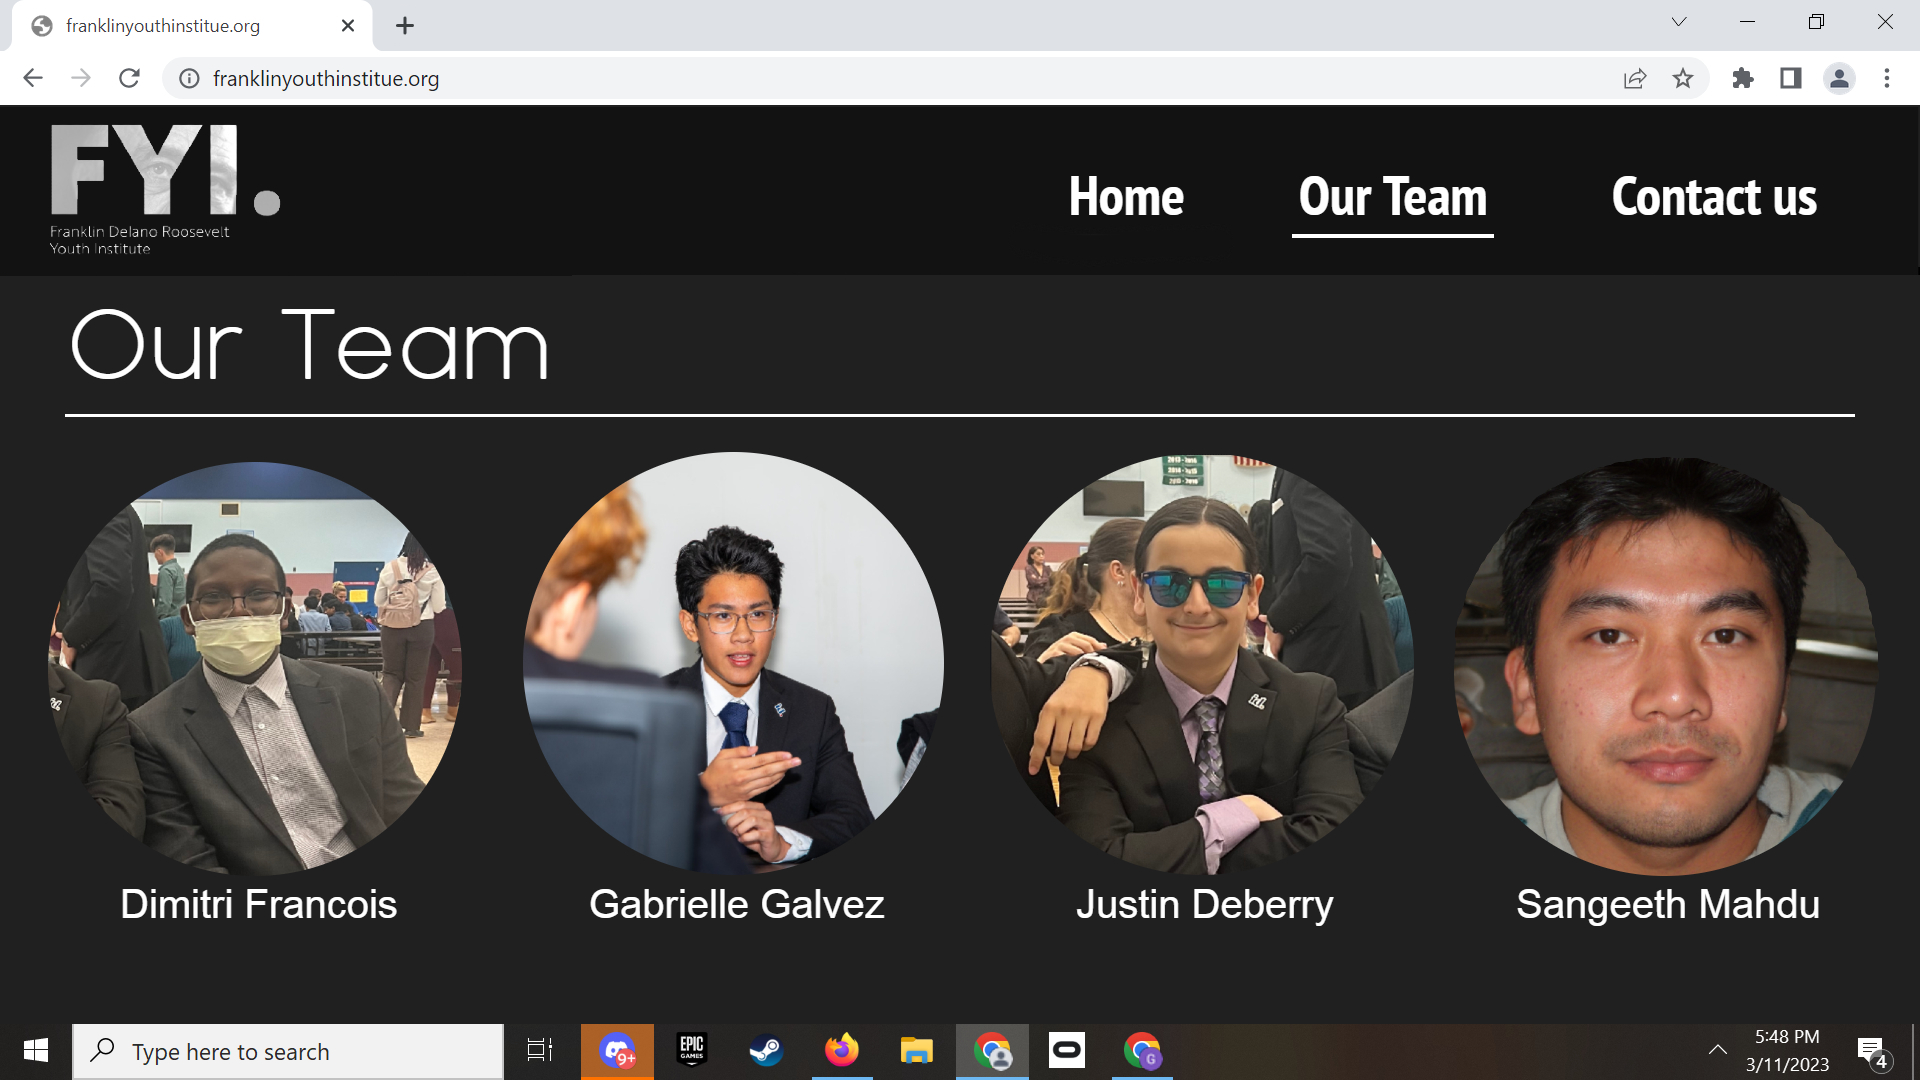 franklinyouthinstitue.org
franklinyouthinstitue.org
FYI.
Franklin Delano Roosevelt
Youth Institute
Home
Our Team
Contact us
Our Team
Dimitri Francois
Gabrielle Galvez
Justin Deberry
Sangeeth Mahdu
Type here to search
9+
EPIC
GAMES
G
5:48 PM
3/11/2023
4